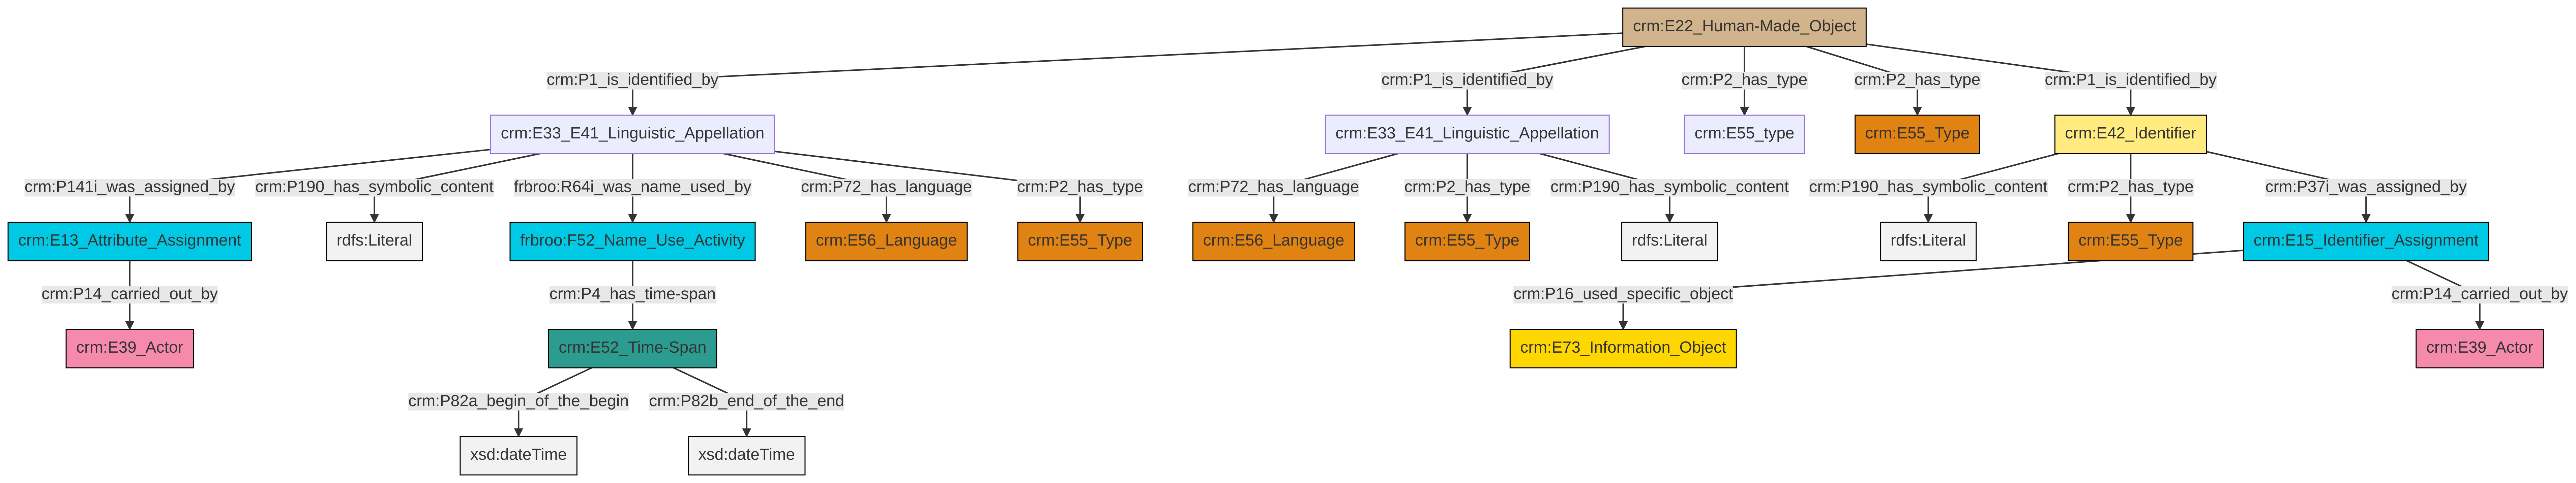 crm:E22_Human-Made_Object
crm:P1_is_identified_by
crm:P1_is_identified_by
crm:P2_has_type
crm:P2_has_type
crm:P1_is_identified_by
crm:E33_E41_Linguistic_Appellation
crm:E33_E41_Linguistic_Appellation
crm:E55_type
crm:E55_Type
crm:E42_Identifier
crm:P141i_was_assigned_by
crm:P190_has_symbolic_content
frbroo:R64i_was_name_used_by
crm:P72_has_language
crm:P2_has_type
crm:P72_has_language
crm:P2_has_type
crm:P190_has_symbolic_content
crm:P190_has_symbolic_content
crm:P2_has_type
crm:P37i_was_assigned_by
crm:E13_Attribute_Assignment
rdfs:Literal
frbroo:F52_Name_Use_Activity
crm:E56_Language
crm:E55_Type
crm:E56_Language
crm:E55_Type
rdfs:Literal
rdfs:Literal
crm:E55_Type
crm:E15_Identifier_Assignment
crm:P14_carried_out_by
crm:P4_has_time-span
crm:P16_used_specific_object
crm:P14_carried_out_by
crm:E39_Actor
crm:E52_Time-Span
crm:E73_Information_Object
crm:E39_Actor
crm:P82a_begin_of_the_begin
crm:P82b_end_of_the_end
xsd:dateTime
xsd:dateTime